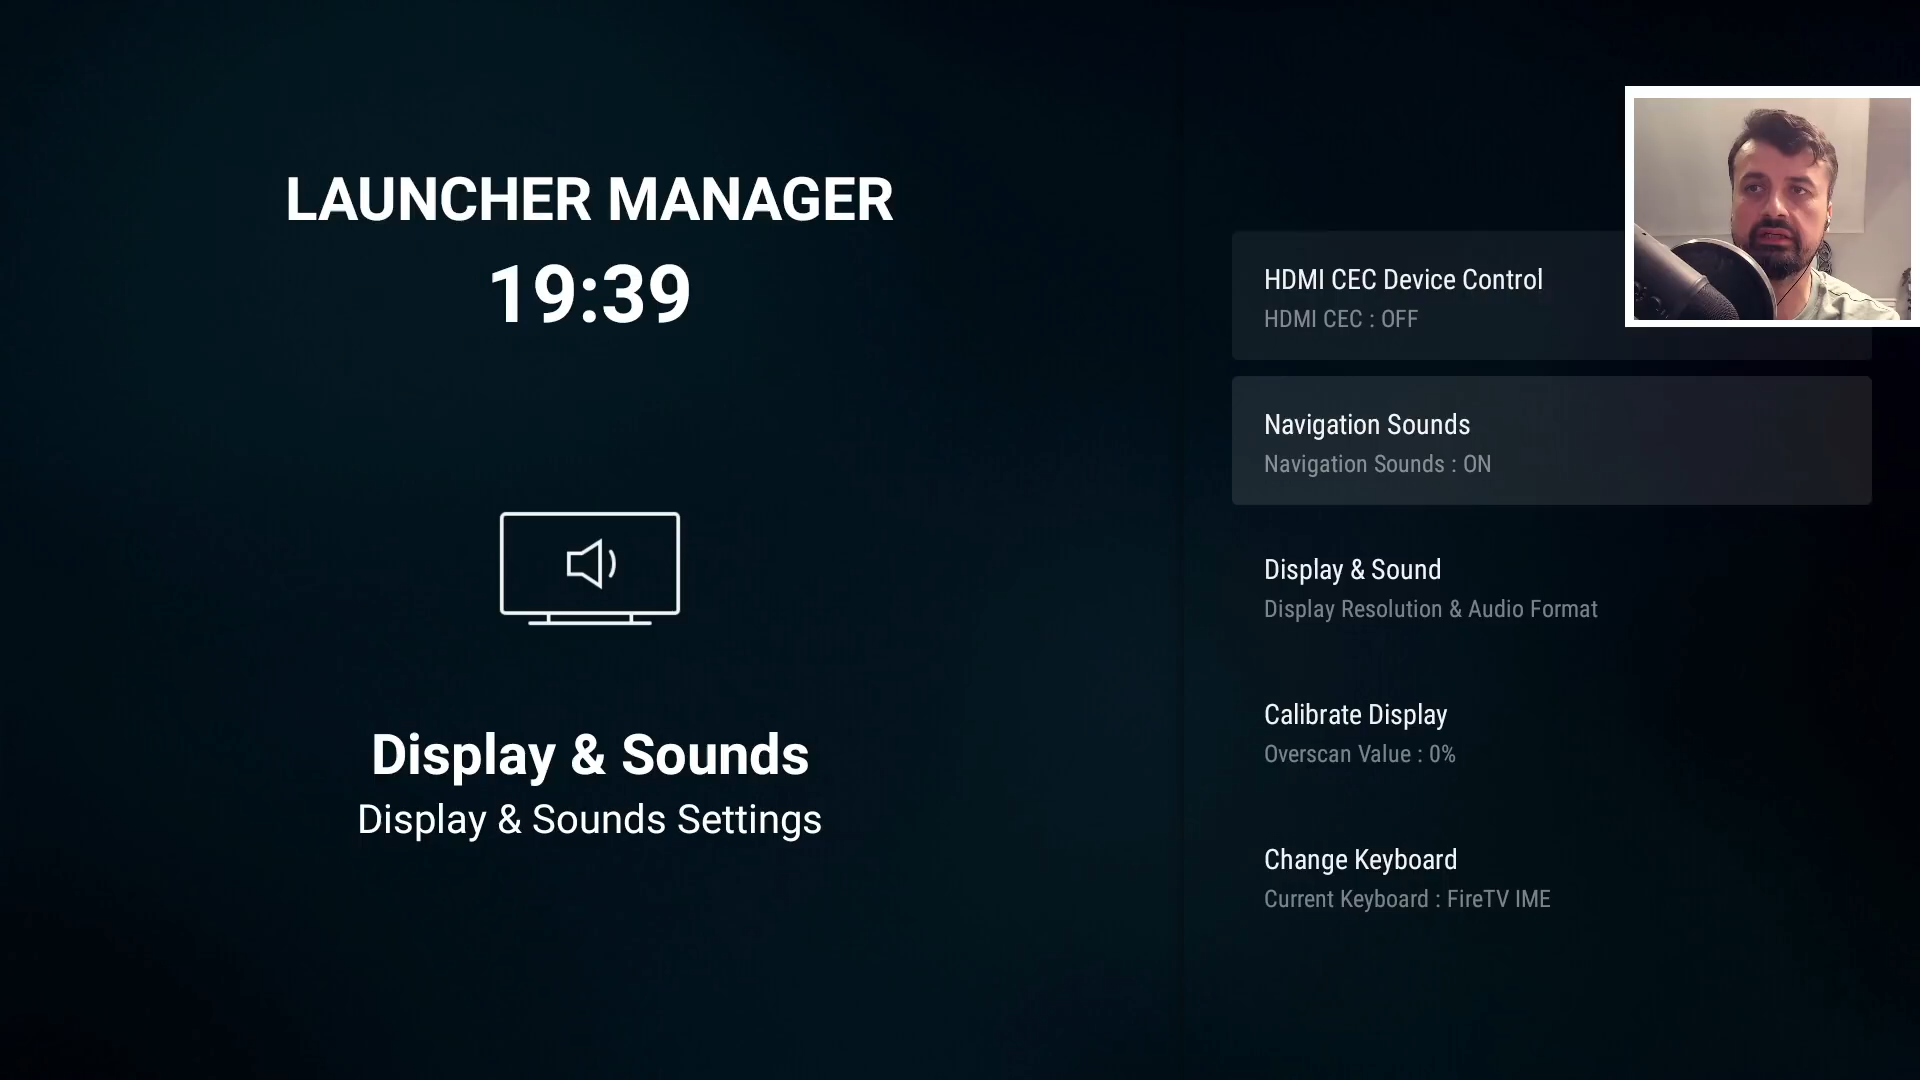 LAUNCHER MANAGER
19:39
Display & Sounds
Display & Sounds Settings
HDMI CEC Device Control
HDMI CEC : OFF
Navigation Sounds
Navigation Sounds : ON
Display & Sound
Display Resolution & Audio Format
Calibrate Display
Overscan Value : 0%
Change Keyboard
Current Keyboard : FireTV IME